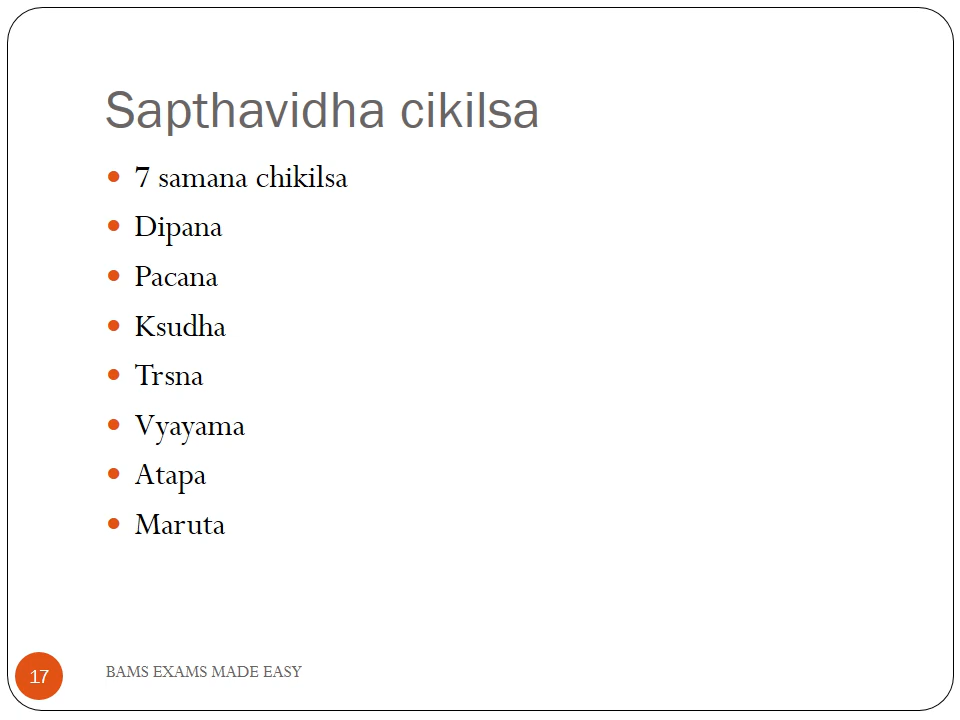 Sapthavidha cikilsa
7 samana chikilsa
Dipana
Pacana
Ksudha
Trsna
Vyayama
Atapa
Maruta
17
BAMS EXAMS MADE EASY